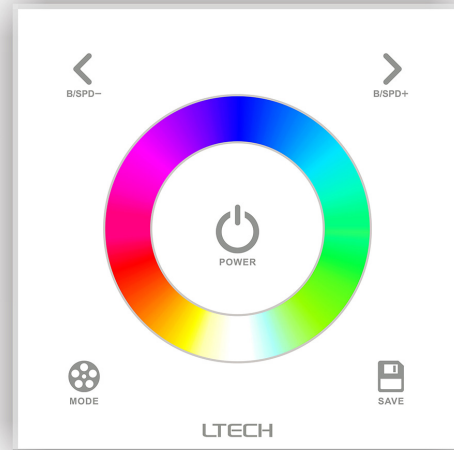 B/SPD−
B/SPD+
POWER
MODE
SAVE
LTECH